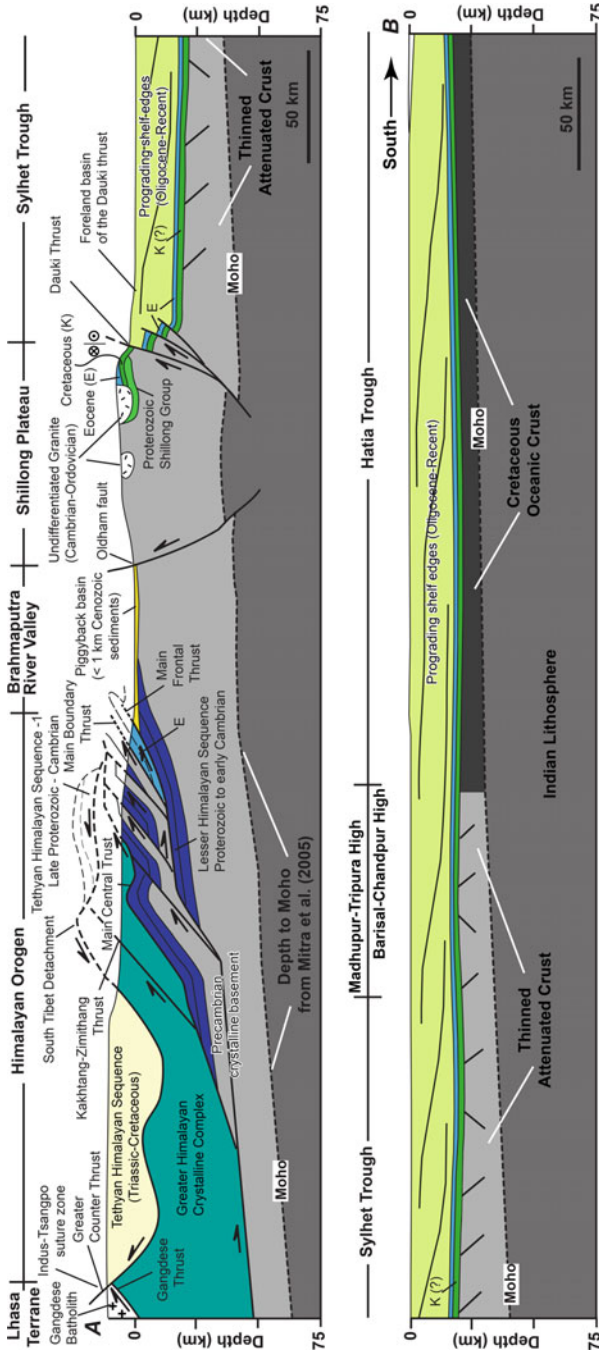 Lhasa
Terrane
Himalayan Orogen
Brahmaputra
River Valley
Shillong Plateau
Sylhet Trough
A
Gangdese
Batholith
Indus-Tsangpo
suture zone
Greater
Counter Thrust
Kakhtang-Zimithang
Thrust
South Tibet Detachment
Main Central Trust
Tethyan Himalayan Sequence -1
Late Proterozoic - Cambrian
Main Boundary
Thrust
Piggyback basin
(< 1 km Cenozoic
sediments)
Oldham fault
Undifferentiated Granite
(Cambrian-Ordovician)
Eocene (E)
Cretaceous (K)
Dauki Thrust
Foreland basin
of the Dauki thrust
Tethyan Himalayan Sequence
(Triassic-Cretaceous)
Gangdese
Thrust
Greater Himalayan
Crystalline Complex
Precambrian
crystalline basement
Lesser Himalayan Sequence
Proterozoic to early Cambrian
E
Main
Frontal
Thrust
Proterozoic
Shillong Group
E
K (?)
Prograding-shelf-edges
(Oligocene-Recent)
Thinned
Attenuated Crust
Moho
Moho
Depth to Moho
from Mitra et al. (2005)
50 km
0
Depth (km)
75
0
Depth (km)
75
Sylhet Trough
Madhupur-Tripura High
Barisal-Chandpur High
Hatia Trough
South
B
K (?)
Prograding shelf edges (Oligocene-Recent)
Moho
Thinned
Attenuated Crust
Indian Lithosphere
Cretaceous
Oceanic Crust
Moho
50 km
0
Depth (km)
75
0
Depth (km)
75